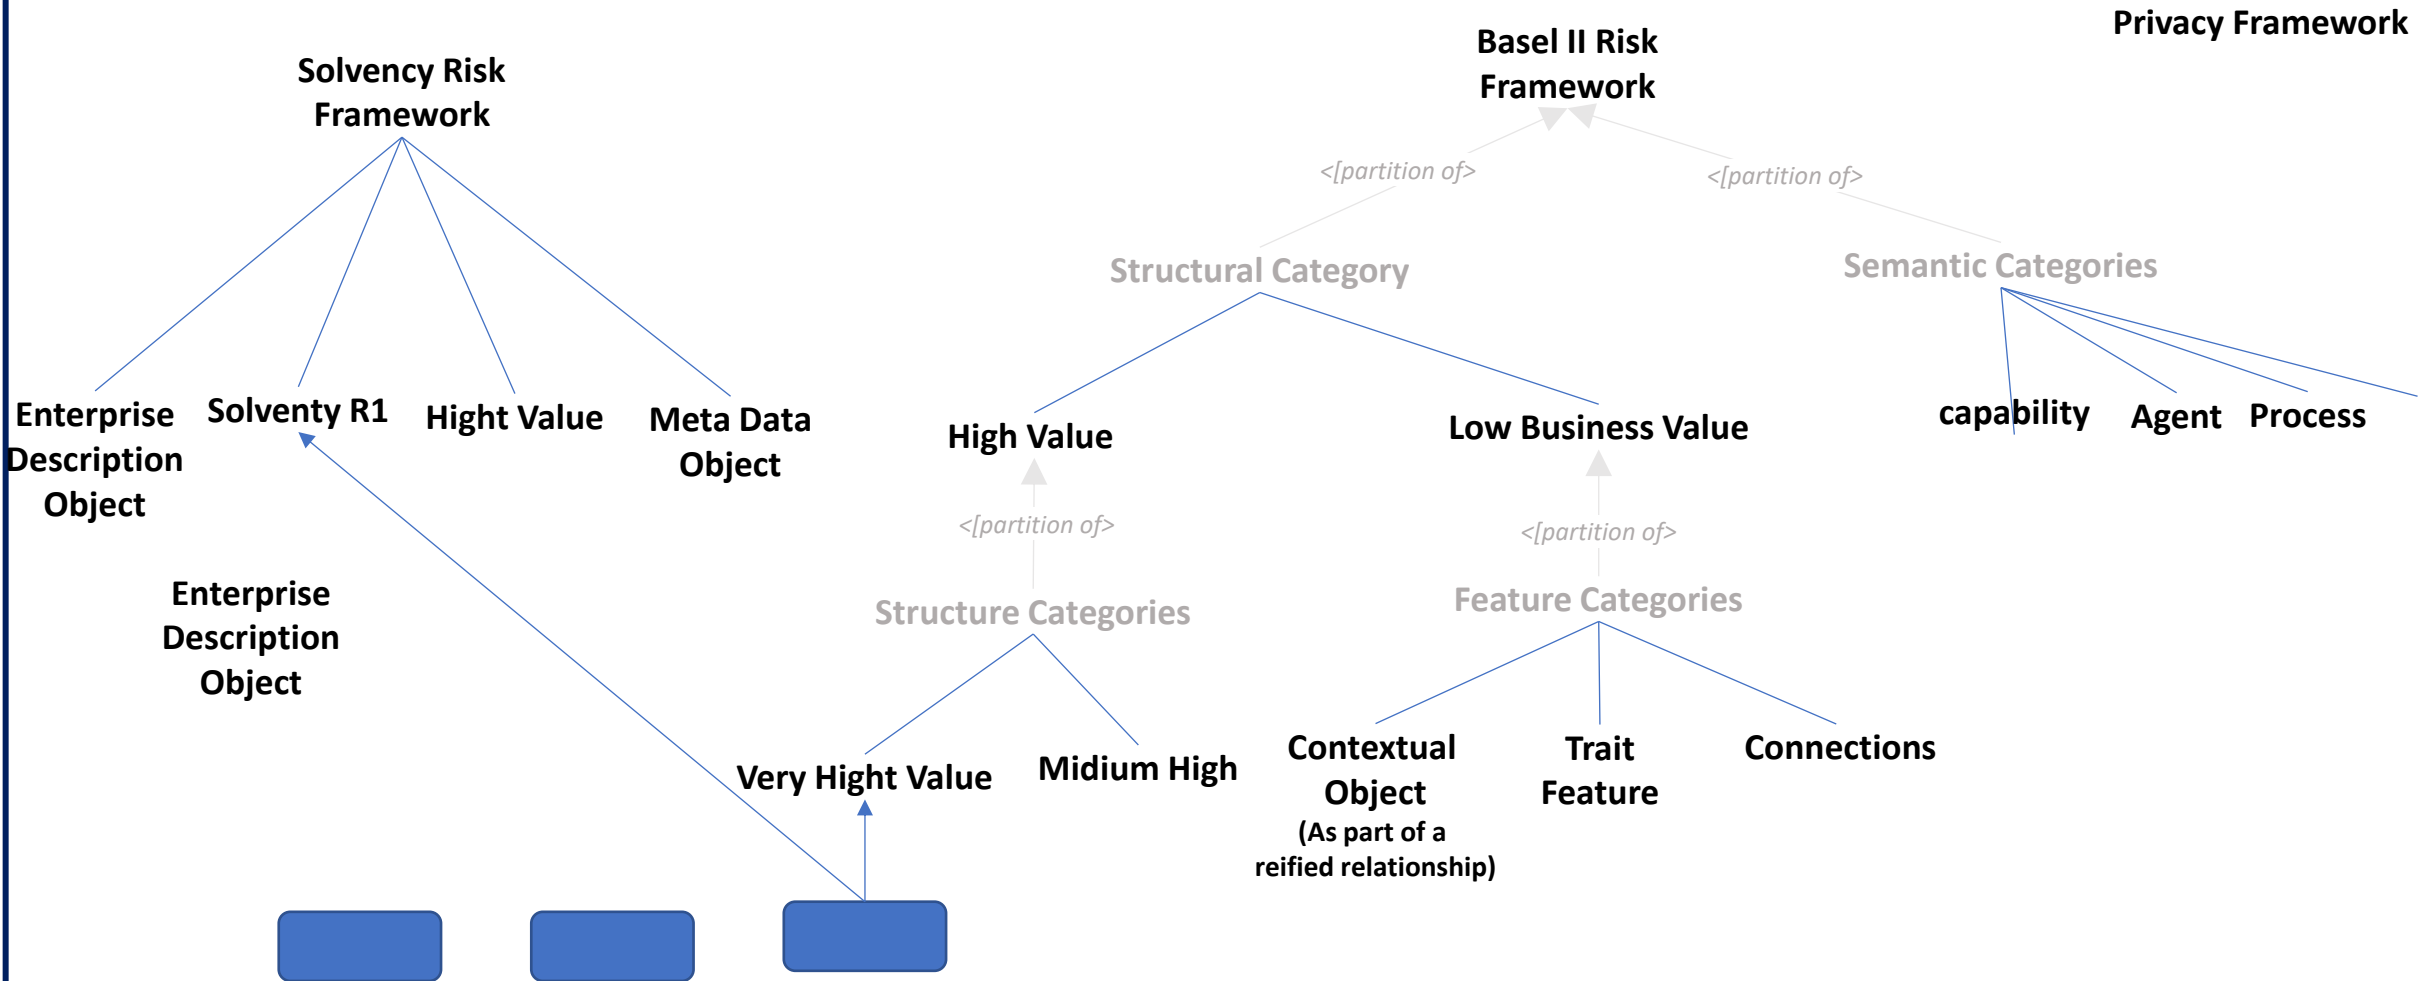 Privacy Framework
Basel II Risk
Framework
Solvency Risk
Framework
<[partition of>
<[partition of>
Structural Category
Semantic Categories
Enterprise
Description
Object
Solventy R1
Hight Value
Meta Data
Object
High Value
Low Business Value
capability
Agent
Process
<[partition of>
<[partition of>
Enterprise
Description
Object
Structure Categories
Feature Categories
Very Hight Value
Midium High
Contextual
Object
(As part of a
reified relationship)
Trait
Feature
Connections